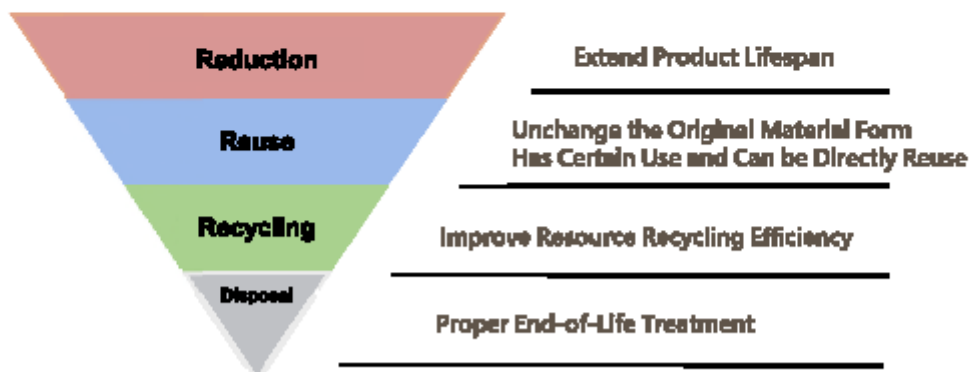 Reduction
Extend Product Lifespan
Reuse
Unchange the Original Material Form
Has Certain Use and Can be Directly Reuse
Recycling
Improve Resource Recycling Efficiency
Disposal
Proper End-of-Life Treatment